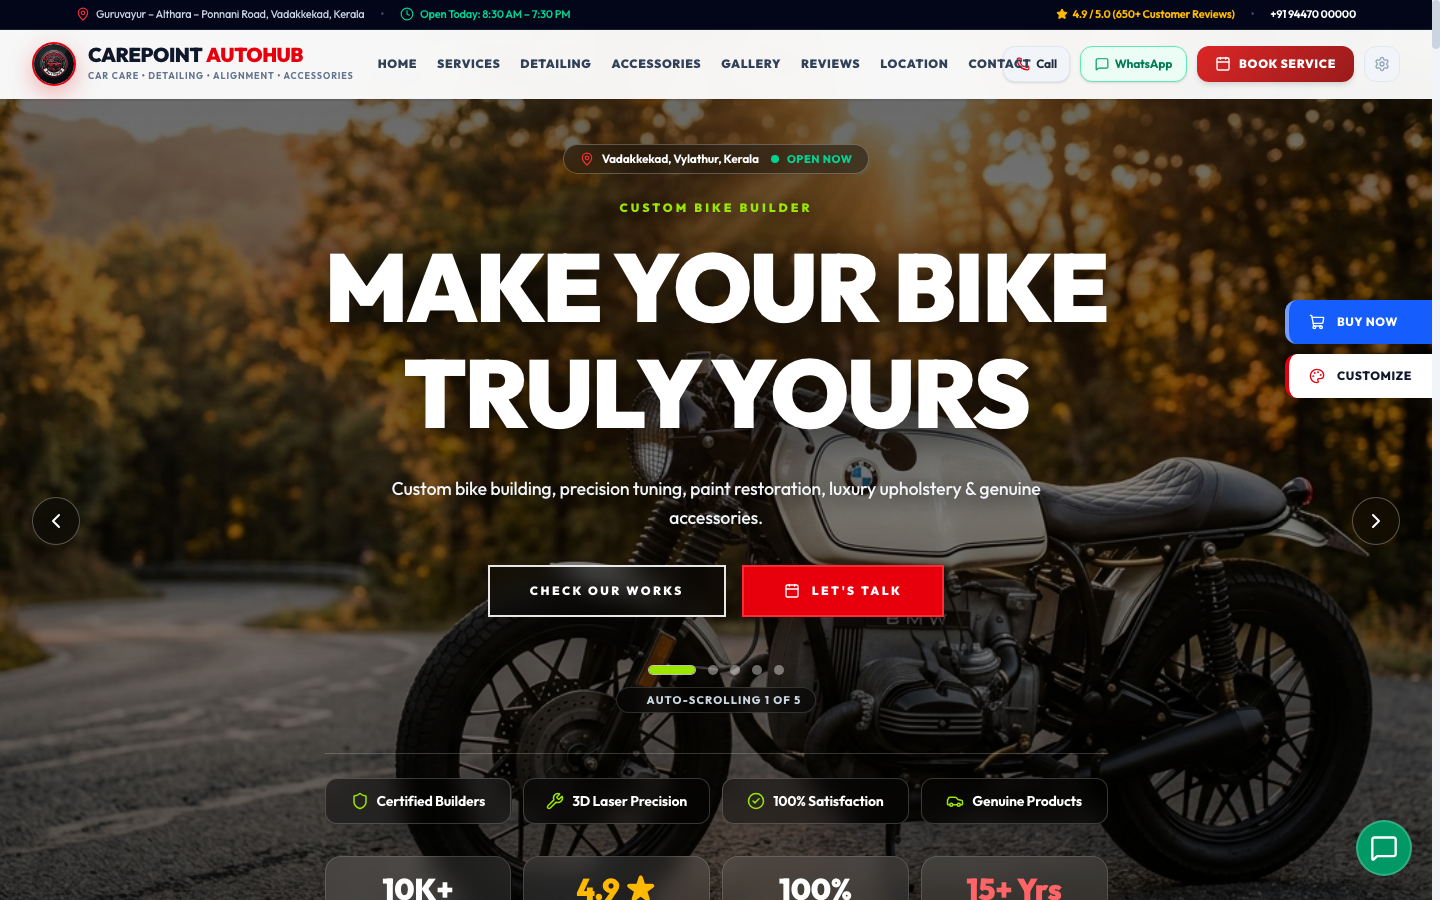 Guruvayur – Althara – Ponnani Road, Vadakkekad, Kerala • Open Today: 8:30 AM – 7:30 PM
4.9 / 5.0 (650+ Customer Reviews) • +91 94470 00000
CAREPOINT AUTOHUB
CAR CARE • DETAILING • ALIGNMENT • ACCESSORIES
HOME SERVICES DETAILING ACCESSORIES GALLERY REVIEWS LOCATION CONTACT
Call WhatsApp BOOK SERVICE
Vadakkekad, Vylathur, Kerala OPEN NOW
CUSTOM BIKE BUILDER
MAKE YOUR BIKE
TRULY YOURS
BUY NOW
CUSTOMIZE
Custom bike building, precision tuning, paint restoration, luxury upholstery & genuine
accessories.
CHECK OUR WORKS LET'S TALK
BMW
AUTO-SCROLLING 1 OF 5
Certified Builders 3D Laser Precision 100% Satisfaction Genuine Products
10K+ 4.9 ★ 100% 15+ Yrs